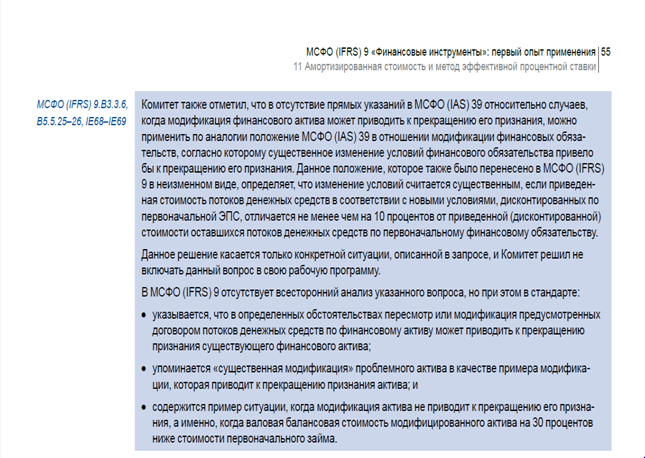 МСФО (IFRS) 9 «Финансовые инструменты»: первый опыт применения | 55
11 Амортизированная стоимость и метод эффективной процентной ставки
МСФО (IFRS) 9.B3.3.6,
B5.5.25–26, IE68–IE69
Комитет также отметил, что в отсутствие прямых указаний в МСФО (IAS) 39 относительно случаев,
когда модификация финансового актива может приводить к прекращению его признания, можно
применить по аналогии положение МСФО (IAS) 39 в отношении модификации финансовых обяза-
тельств, согласно которому существенное изменение условий финансового обязательства привело
бы к прекращению его признания. Данное положение, которое также было перенесено в МСФО (IFRS)
9 в неизменном виде, определяет, что изменение условий считается существенным, если приведен-
ная стоимость потоков денежных средств в соответствии с новыми условиями, дисконтированных по
первоначальной ЭПС, отличается не менее чем на 10 процентов от приведенной (дисконтированной)
стоимости оставшихся потоков денежных средств по первоначальному финансовому обязательству.
Данное решение касается только конкретной ситуации, описанной в запросе, и Комитет решил не
включать данный вопрос в свою рабочую программу.
В МСФО (IFRS) 9 отсутствует всесторонний анализ указанного вопроса, но при этом в стандарте:
• указывается, что в определенных обстоятельствах пересмотр или модификация предусмотренных
договором потоков денежных средств по финансовому активу может приводить к прекращению
признания существующего финансового актива;
• упоминается «существенная модификация» проблемного актива в качестве примера модифика-
ции, которая приводит к прекращению признания актива; и
• содержится пример ситуации, когда модификация актива не приводит к прекращению его призна-
ния, а именно, когда валовая балансовая стоимость модифицированного актива на 30 процентов
ниже стоимости первоначального займа.